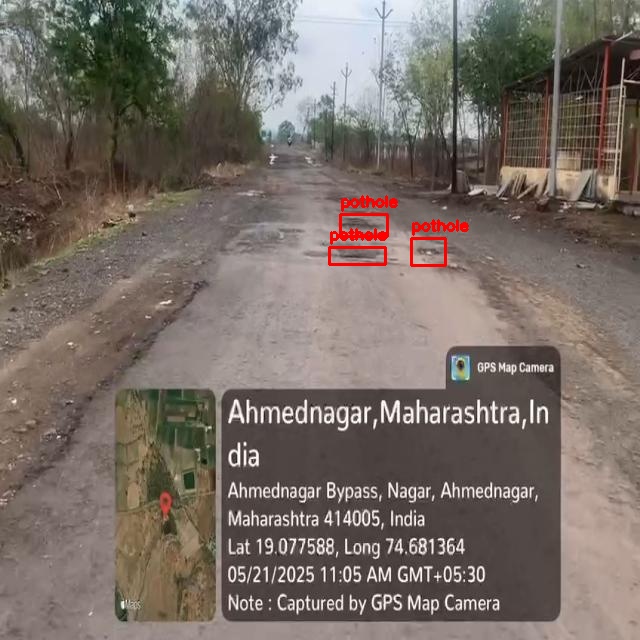 pothole
pothole
pothole
GPS Map Camera
Ahmednagar,Maharashtra,In
dia
Ahmednagar Bypass, Nagar, Ahmednagar,
Maharashtra 414005, India
Lat 19.077588, Long 74.681364
05/21/2025 11:05 AM GMT+05:30
Note : Captured by GPS Map Camera
Maps